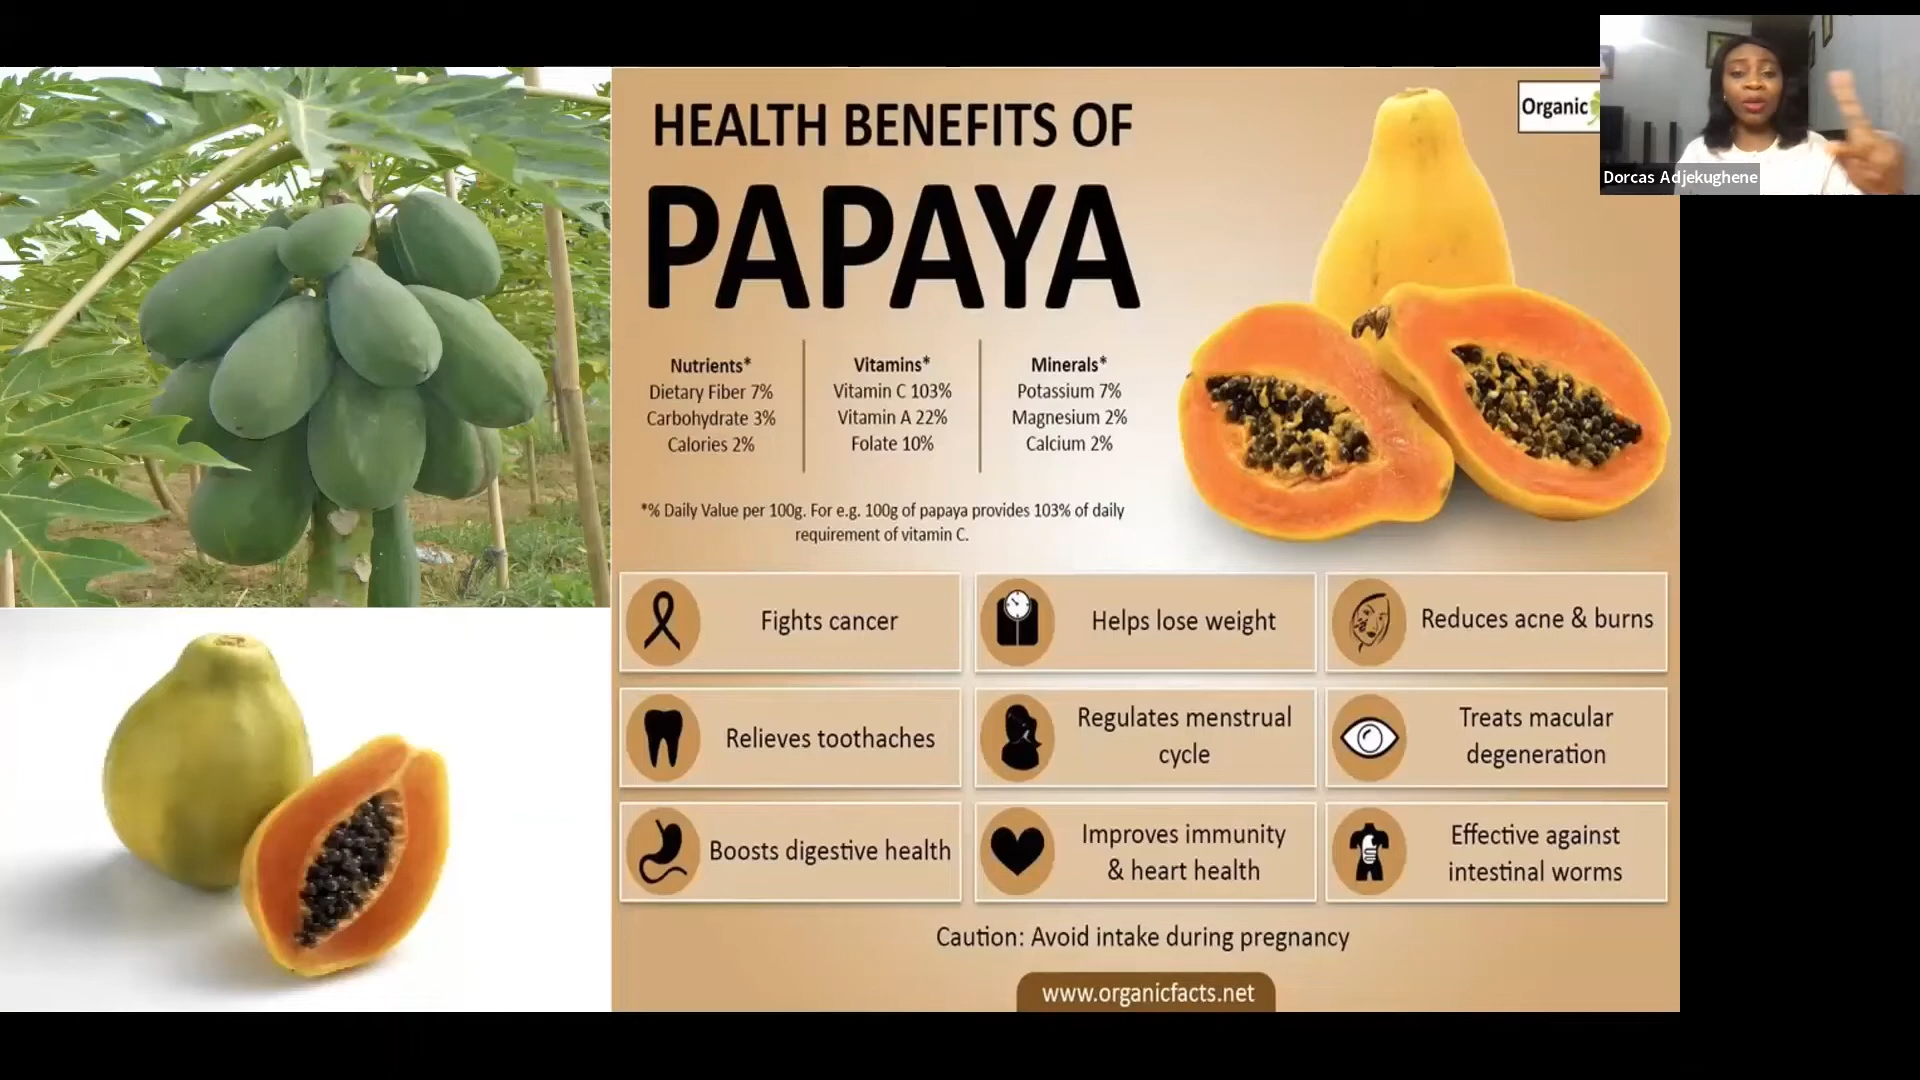 HEALTH BENEFITS OF
PAPAYA
Organic
Dorcas Adjekughene
Nutrients*
Dietary Fiber 7%
Carbohydrate 3%
Calories 2%
Vitamins*
Vitamin C 103%
Vitamin A 22%
Folate 10%
Minerals*
Potassium 7%
Magnesium 2%
Calcium 2%
*% Daily Value per 100g. For e.g. 100g of papaya provides 103% of daily
requirement of vitamin C.
Fights cancer
Helps lose weight
Reduces acne & burns
Relieves toothaches
Regulates menstrual
cycle
Treats macular
degeneration
Boosts digestive health
Improves immunity
& heart health
Effective against
intestinal worms
Caution: Avoid intake during pregnancy
www.organicfacts.net